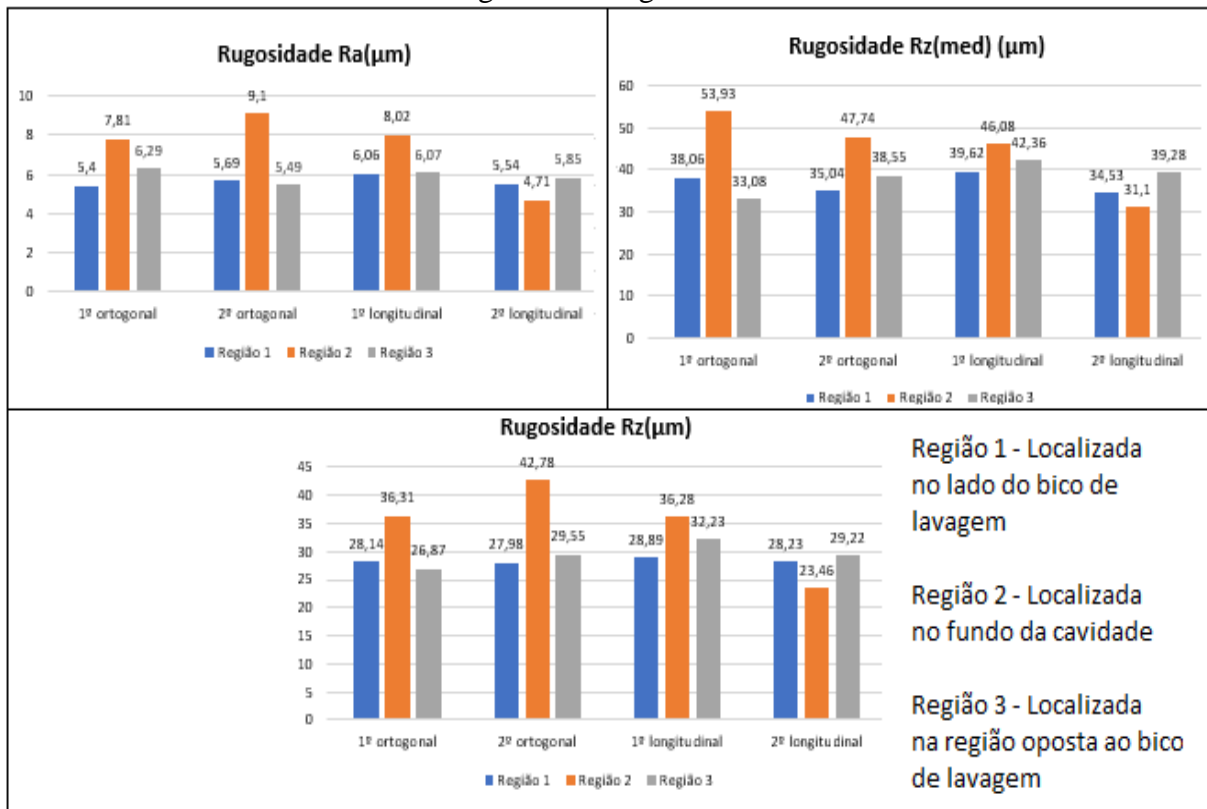 Rugosidade Ra(µm)
10
8
6
4
2
0
5,4
7,81
6,29
5,69
9,1
5,49
6,06
8,02
6,07
5,54
4,71
5,85
1º ortogonal
2º ortogonal
1º longitudinal
2º longitudinal
Região 1 Região 2 Região 3
Rugosidade Rz(med) (µm)
60
50
40
30
20
10
0
38,06
53,93
33,08
35,04
47,74
38,55
39,62
46,08
42,36
34,53
31,1
39,28
1º ortogonal
2º ortogonal
1º longitudinal
2º longitudinal
Região 1 Região 2 Região 3
Rugosidade Rz(µm)
45
40
35
30
25
20
15
10
5
0
28,14
36,31
26,87
27,98
42,78
29,55
28,89
36,28
32,23
28,23
23,46
29,22
1º ortogonal
2º ortogonal
1º longitudinal
2º longitudinal
Região 1 Região 2 Região 3
Região 1 - Localizada
no lado do bico de
lavagem
Região 2 - Localizada
no fundo da cavidade
Região 3 - Localizada
na região oposta ao bico
de lavagem